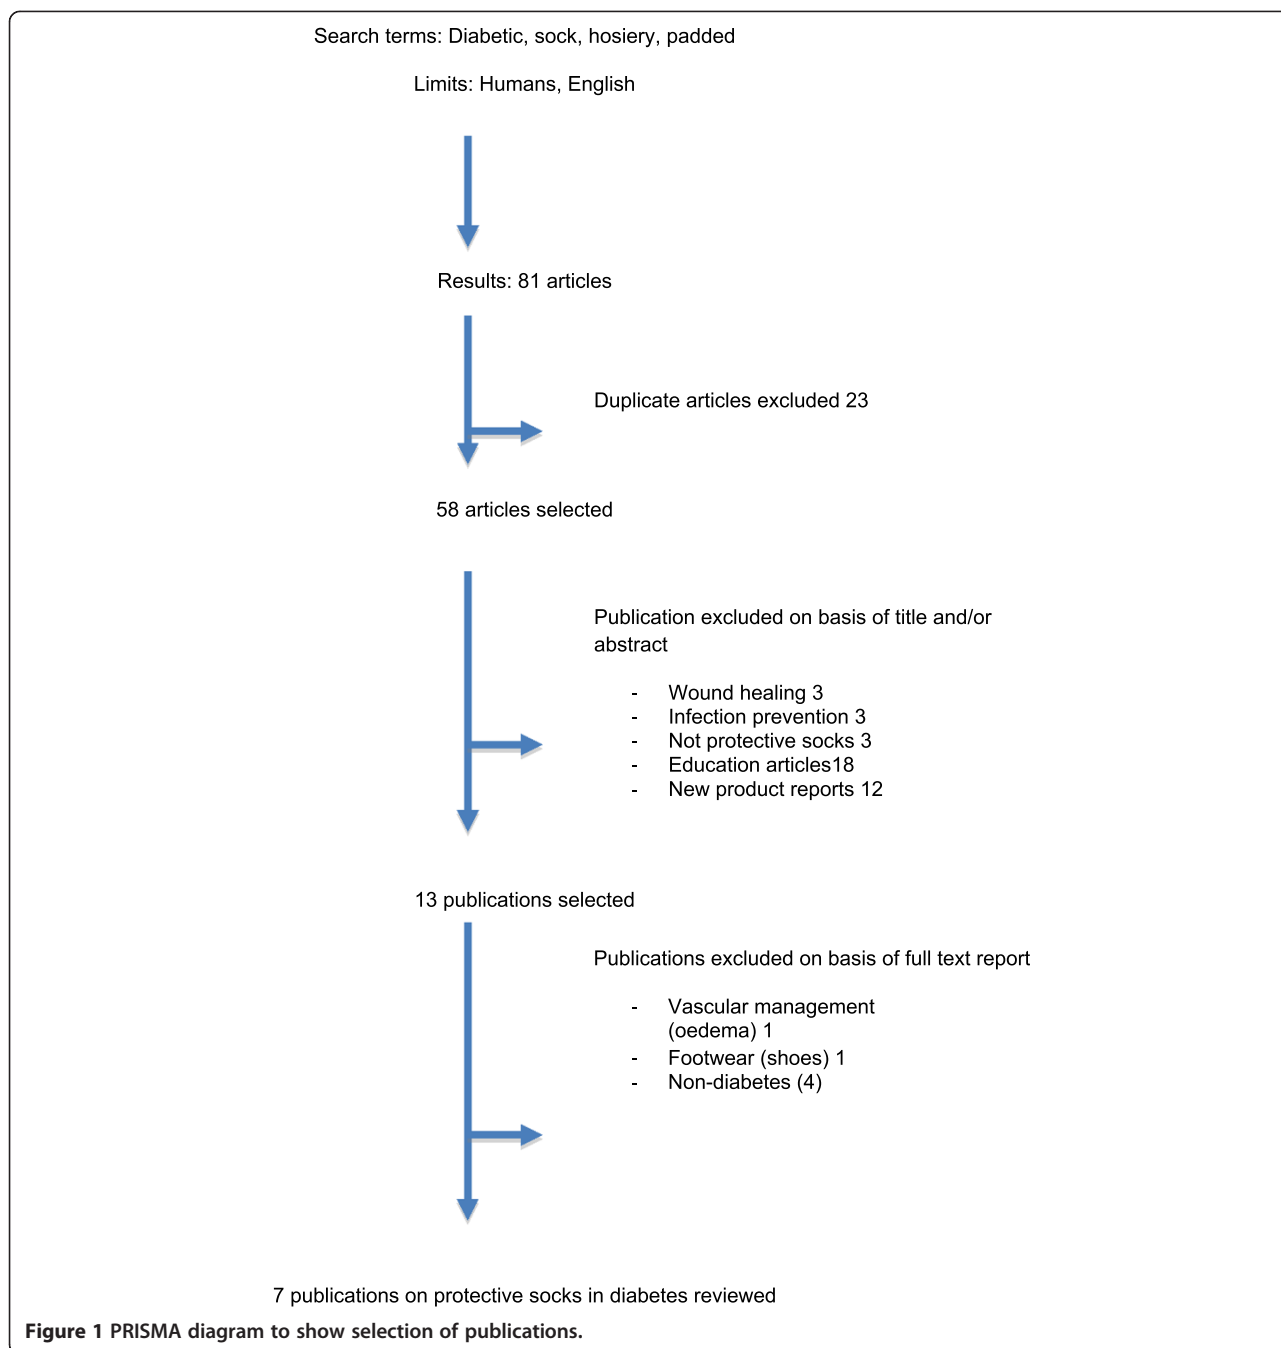 Search terms: Diabetic, sock, hosiery, padded
Limits: Humans, English
Results: 81 articles
Duplicate articles excluded 23
58 articles selected
Publication excluded on basis of title and/or
abstract
- Wound healing 3
- Infection prevention 3
- Not protective socks 3
- Education articles18
- New product reports 12
13 publications selected
Publications excluded on basis of full text report
- Vascular management
(oedema) 1
- Footwear (shoes) 1
- Non-diabetes (4)
7 publications on protective socks in diabetes reviewed
Figure 1 PRISMA diagram to show selection of publications.